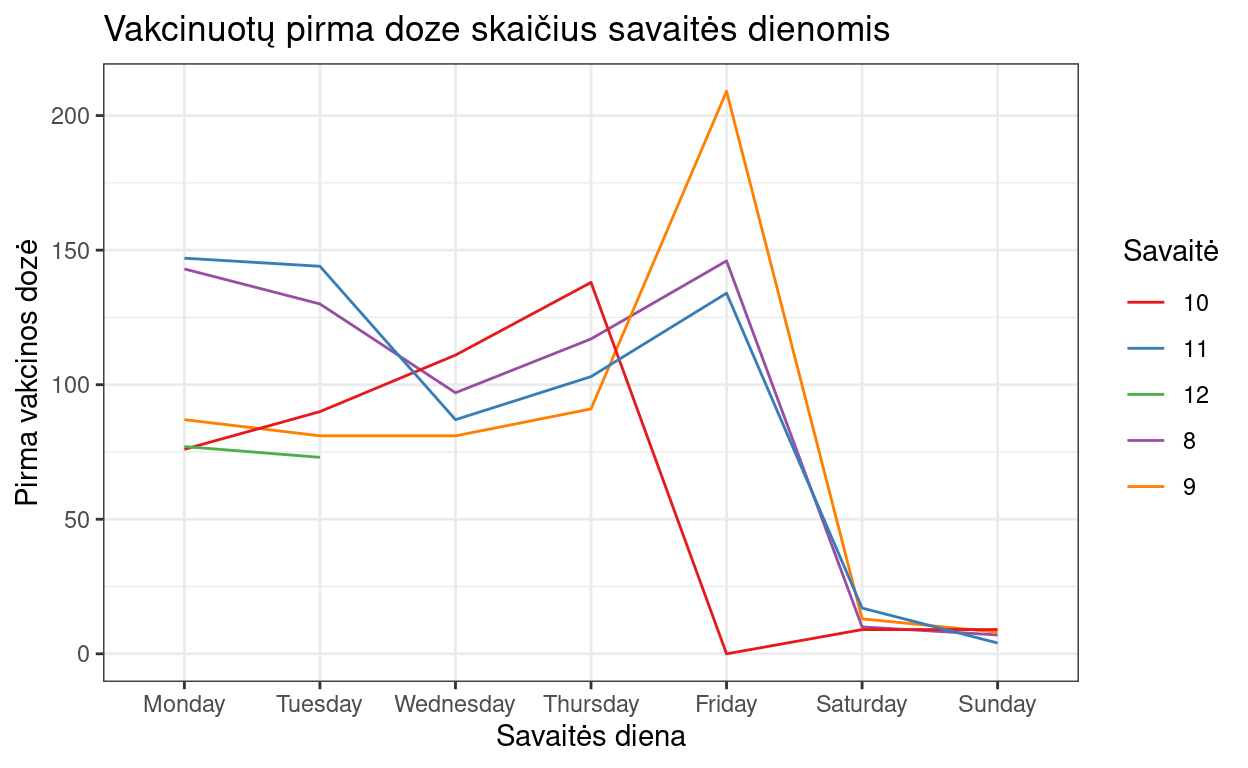 Vakcinuotų pirma doze skaičius savaitės dienomis
Pirma vakcinos dozė
200
150
100
50
0
Monday Tuesday Wednesday Thursday Friday Saturday Sunday
Savaitės diena
Savaitė
10
11
12
8
9